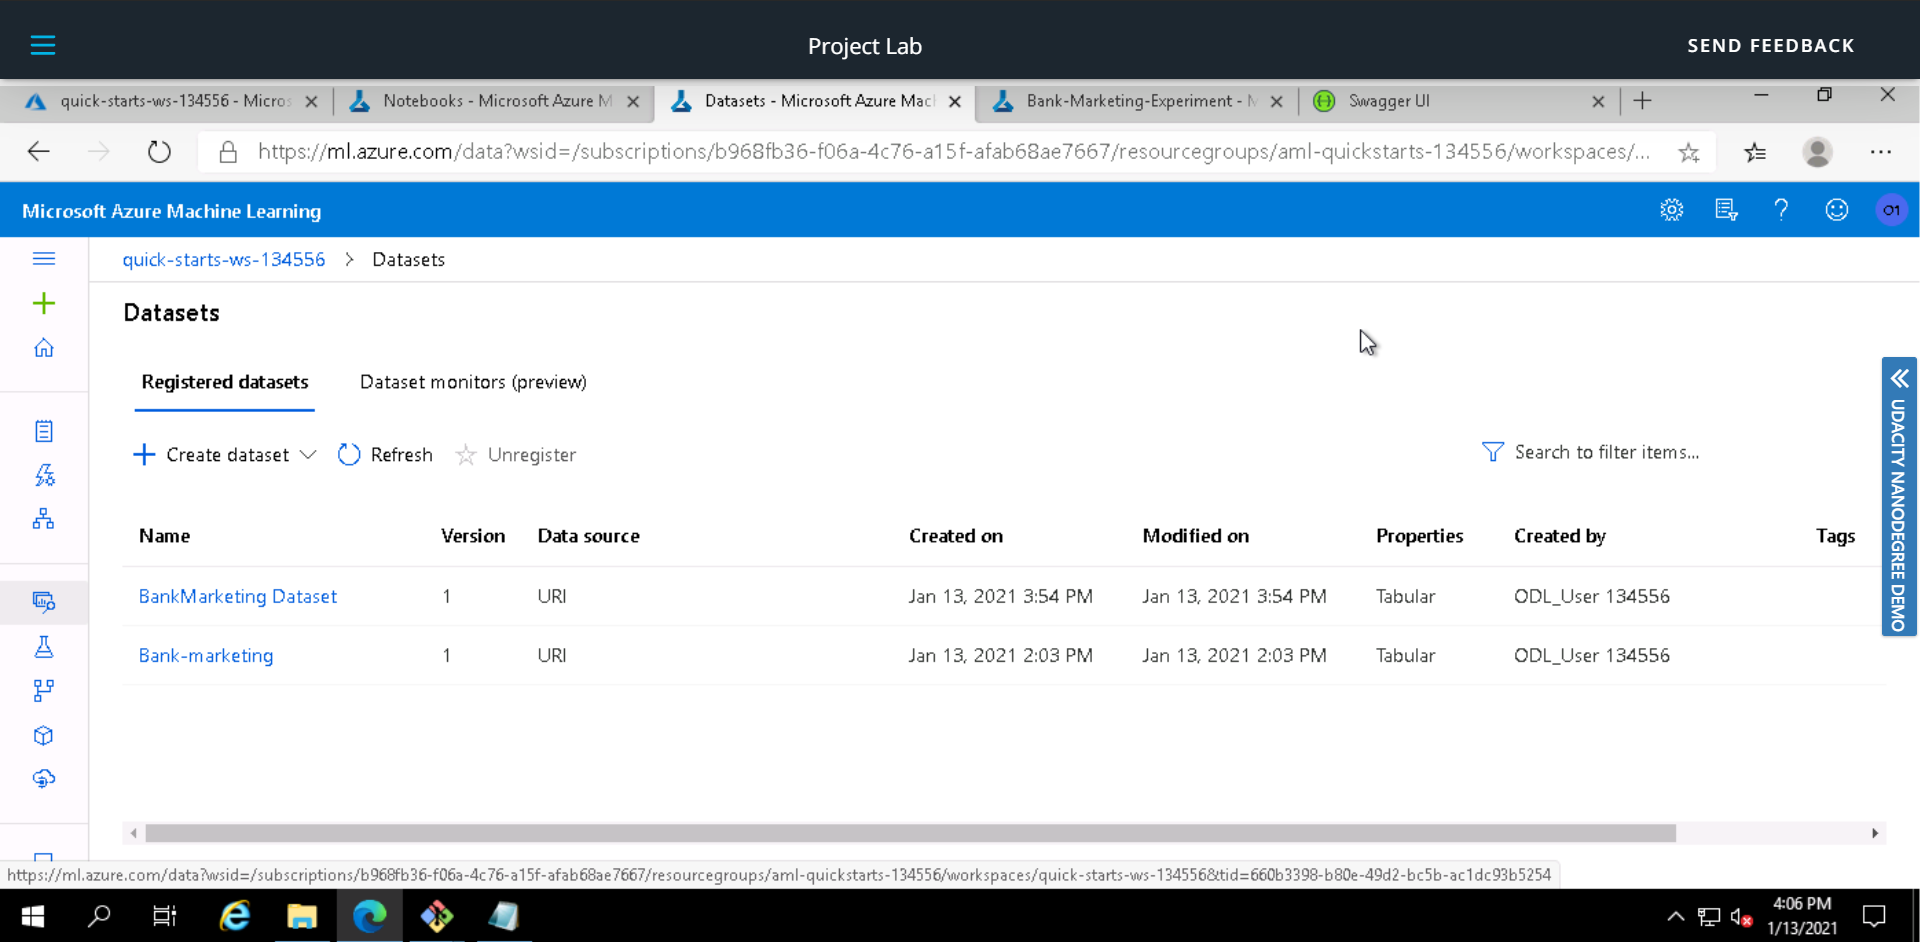 Project Lab
SEND FEEDBACK
quick-starts-ws-134556 - Micros
Notebooks - Microsoft Azure M
Datasets - Microsoft Azure Macl
Bank-Marketing-Experiment - M
Swagger UI
https://ml.azure.com/data?wsid=/subscriptions/b968fb36-f06a-4c76-a15f-afab68ae7667/resourcegroups/aml-quickstarts-134556/workspaces/...
Microsoft Azure Machine Learning
01
quick-starts-ws-134556 > Datasets
Datasets
Registered datasets
Dataset monitors (preview)
Create dataset
Refresh
Unregister
Search to filter items...
Name Version Data source Created on Modified on Properties Created by Tags
BankMarketing Dataset 1 URI Jan 13, 2021 3:54 PM Jan 13, 2021 3:54 PM Tabular ODL_User 134556
Bank-marketing 1 URI Jan 13, 2021 2:03 PM Jan 13, 2021 2:03 PM Tabular ODL_User 134556
UDACITY NANODEGREE DEMO
https://ml.azure.com/data?wsid=/subscriptions/b968fb36-f06a-4c76-a15f-afab68ae7667/resourcegroups/aml-quickstarts-134556/workspaces/quick-starts-ws-134556&tid=660b3398-b80e-49d2-bc5b-ac1dc93b5254
4:06 PM
1/13/2021